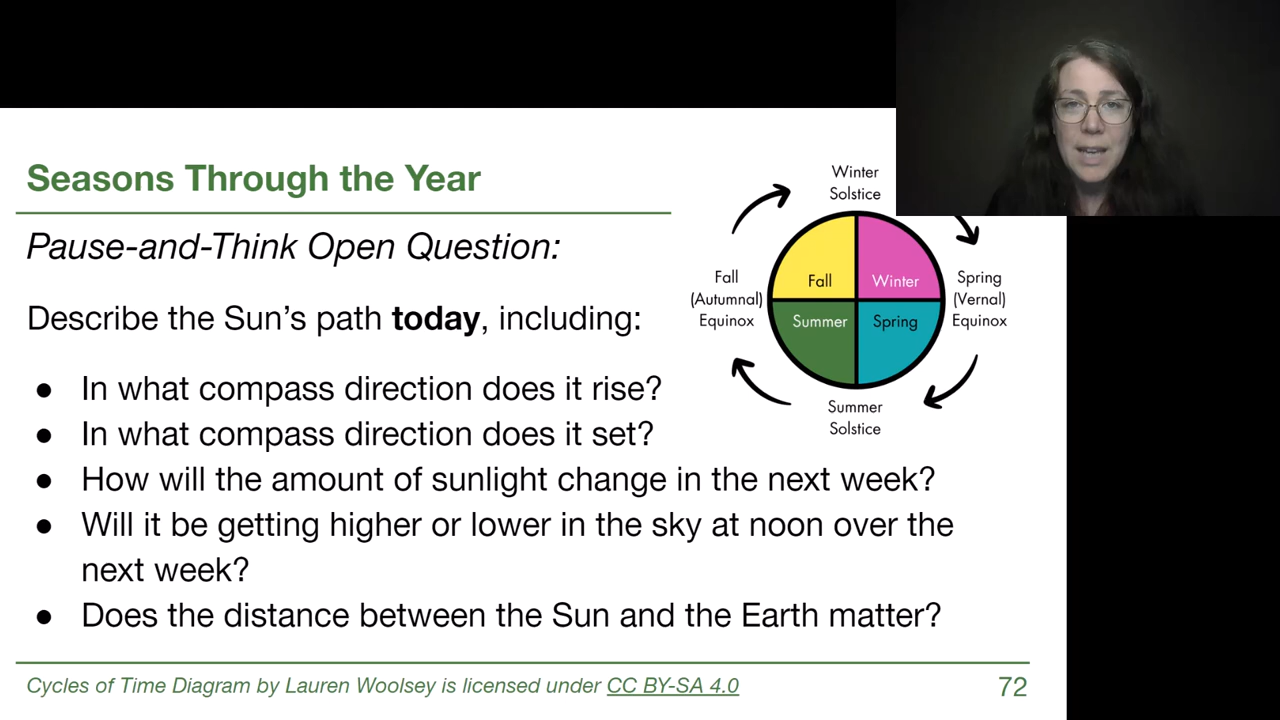 Seasons Through the Year
Pause-and-Think Open Question:
Describe the Sun’s path today, including:
● In what compass direction does it rise?
● In what compass direction does it set?
● How will the amount of sunlight change in the next week?
● Will it be getting higher or lower in the sky at noon over the
next week?
● Does the distance between the Sun and the Earth matter?
Winter
Solstice
Fall
(Autumnal)
Equinox
Fall
Winter
Summer
Spring
Spring
(Vernal)
Equinox
Summer
Solstice
Cycles of Time Diagram by Lauren Woolsey is licensed under CC BY-SA 4.0
72